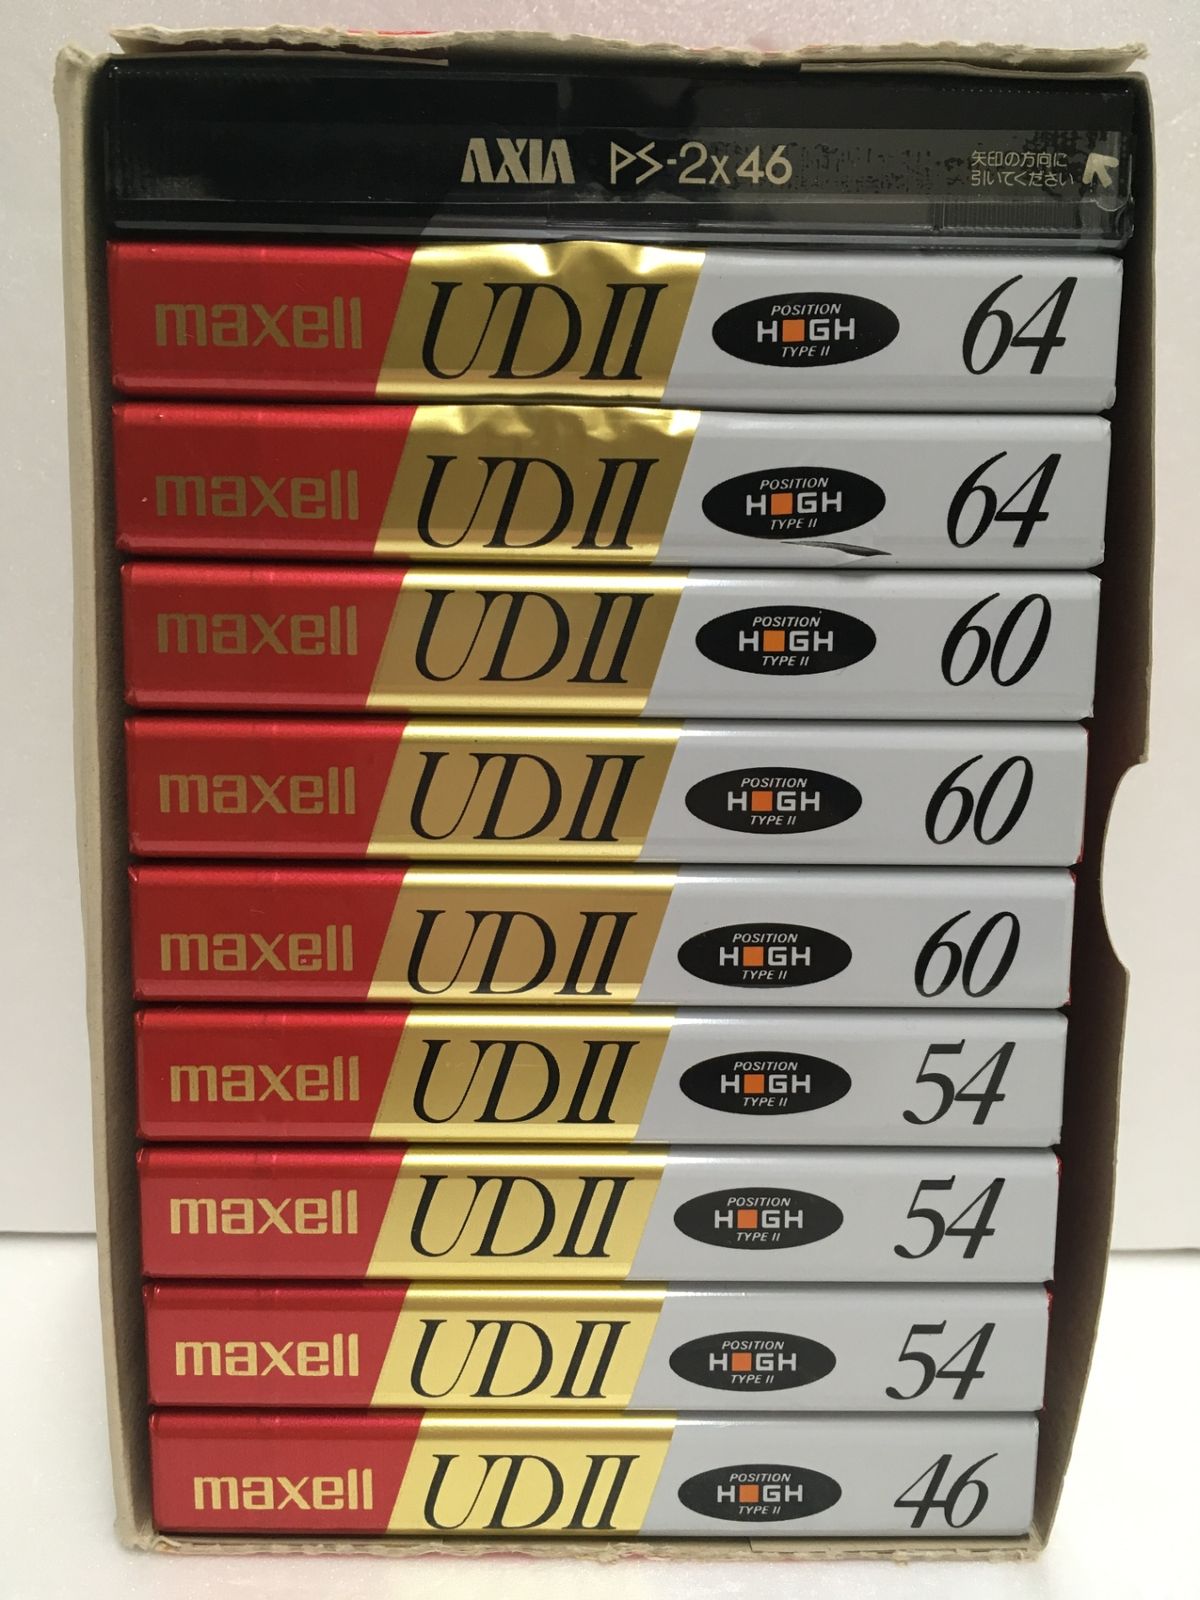 AXIA PS-2x46 矢印の方向に
引いてください
maxell UDII POSITION HIGH TYPE II 64
maxell UDII POSITION HIGH TYPE II 64
maxell UDII POSITION HIGH TYPE II 60
maxell UDII POSITION HIGH TYPE II 60
maxell UDII POSITION HIGH TYPE II 60
maxell UDII POSITION HIGH TYPE II 54
maxell UDII POSITION HIGH TYPE II 54
maxell UDII POSITION HIGH TYPE II 54
maxell UDII POSITION HIGH TYPE II 46